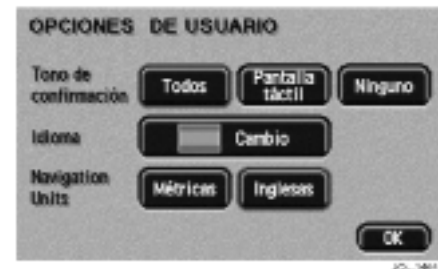 OPCIONES DE USUARIO
Tono de confirmación
Todos
Pantalla táctil
Ninguno
Idioma
Cambio
Navigation Units
Métricas
Inglesas
OK